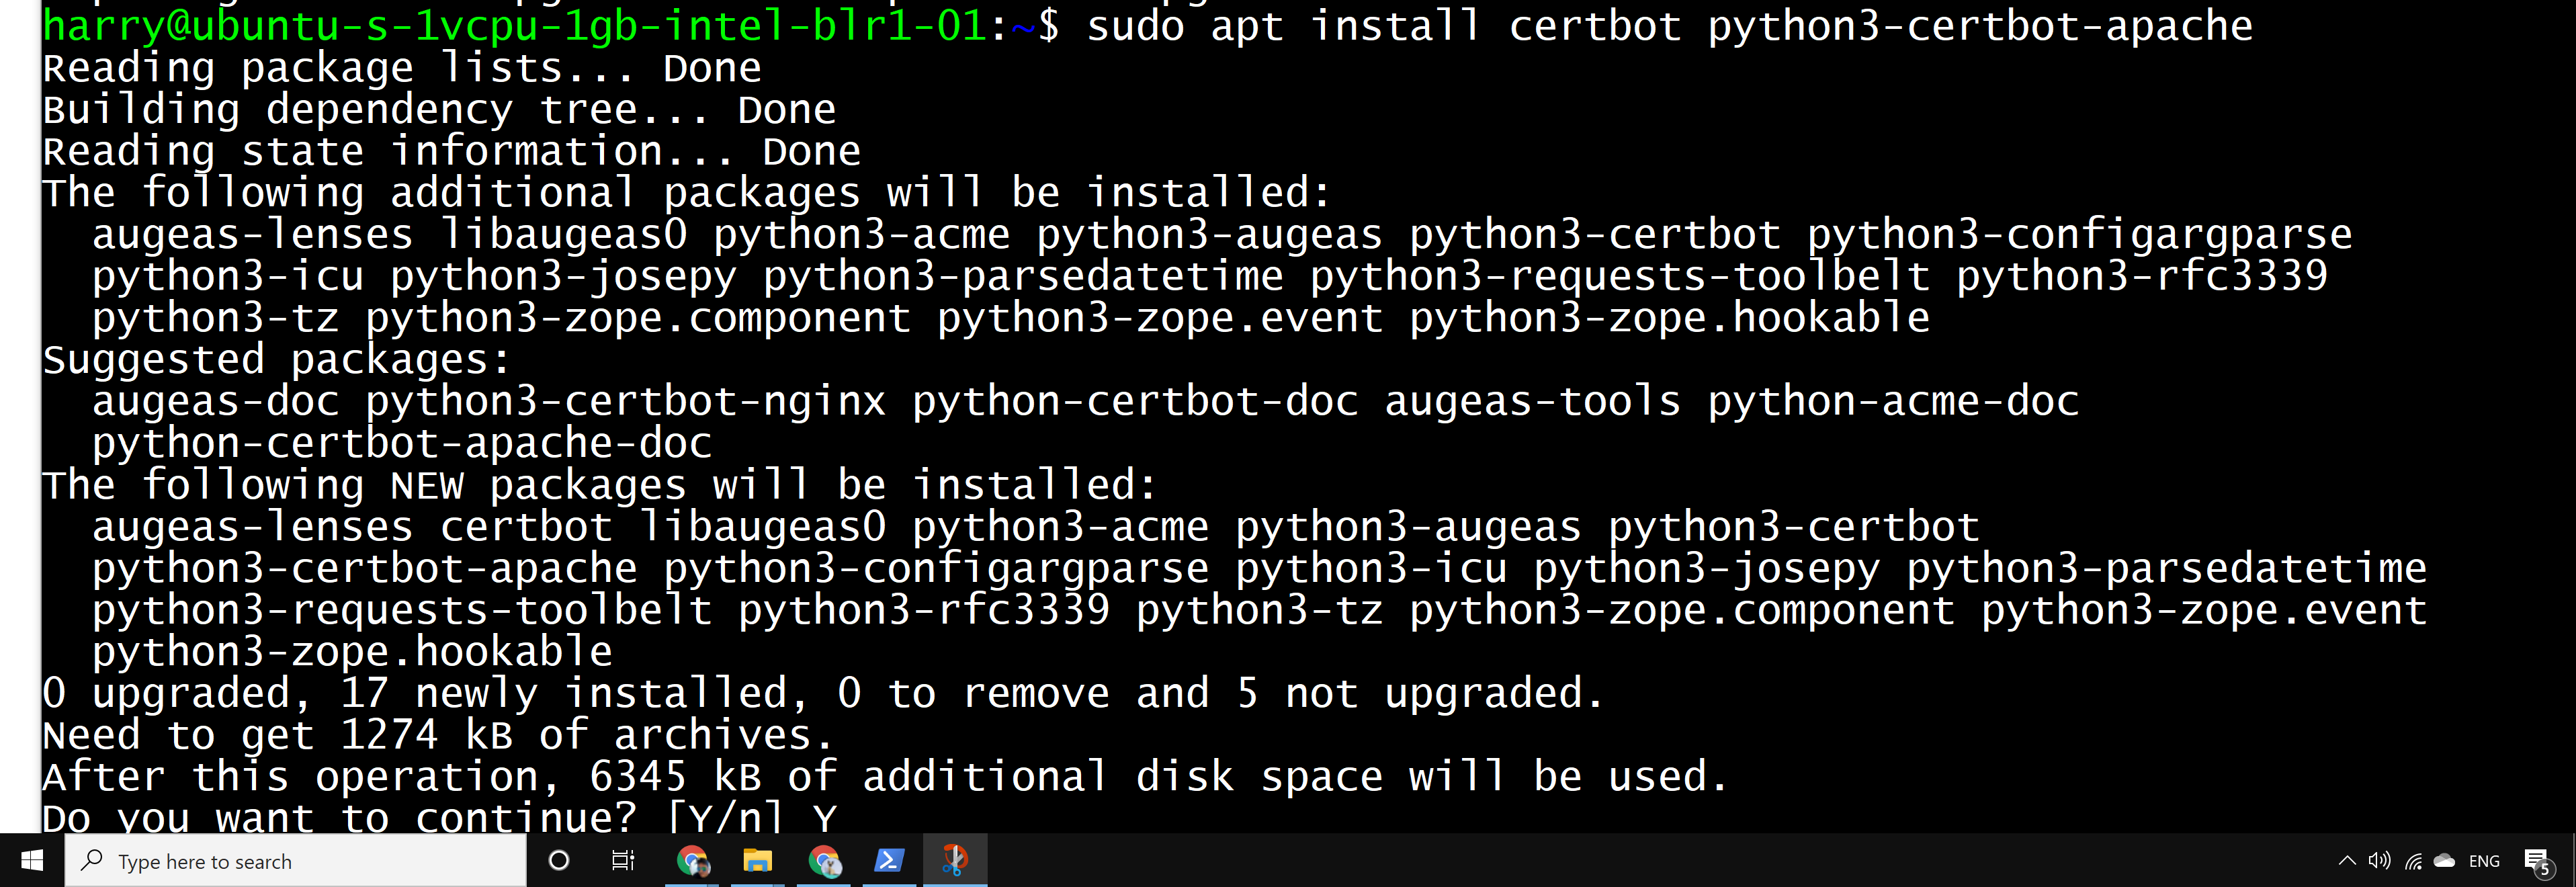 harry@ubuntu-s-1vcpu-1gb-intel-blr1-01:~$ sudo apt install certbot python3-certbot-apache
Reading package lists... Done
Building dependency tree... Done
Reading state information... Done
The following additional packages will be installed:
  augeas-lenses libaugeas0 python3-acme python3-augeas python3-certbot python3-configargparse
  python3-icu python3-josepy python3-parsedatetime python3-requests-toolbelt python3-rfc3339
  python3-tz python3-zope.component python3-zope.event python3-zope.hookable
Suggested packages:
  augeas-doc python3-certbot-nginx python-certbot-doc augeas-tools python-acme-doc
  python-certbot-apache-doc
The following NEW packages will be installed:
  augeas-lenses certbot libaugeas0 python3-acme python3-augeas python3-certbot
  python3-certbot-apache python3-configargparse python3-icu python3-josepy python3-parsedatetime
  python3-requests-toolbelt python3-rfc3339 python3-tz python3-zope.component python3-zope.event
  python3-zope.hookable
0 upgraded, 17 newly installed, 0 to remove and 5 not upgraded.
Need to get 1274 kB of archives.
After this operation, 6345 kB of additional disk space will be used.
Do you want to continue? [Y/n] Y
Type here to search
ENG
5